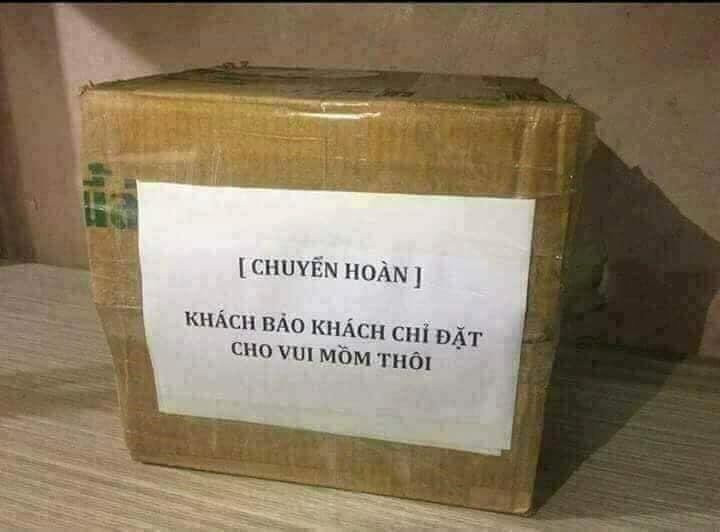 [ CHUYỂN HOÀN ]
KHÁCH BẢO KHÁCH CHỈ ĐẶT
CHO VUI MỒM THÔI